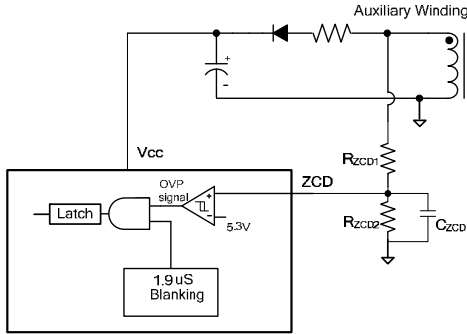 Auxiliary Winding
+
-
Vcc
RZCD1
OVP
signal
ZCD
+
-
5.3V
Latch
RZCD2
CZCD
1.9uS
Blanking